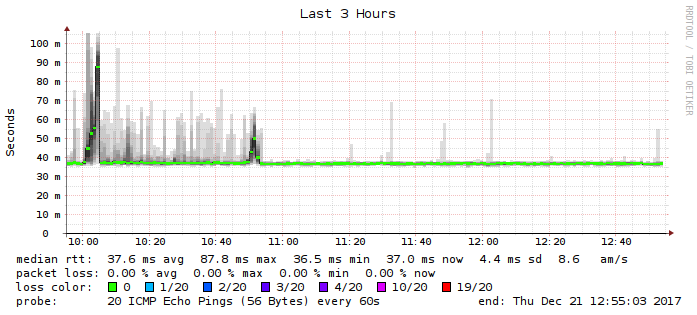 Last 3 Hours
RRDTOOL / TOBI OETIKER
Seconds
100 m
90 m
80 m
70 m
60 m
50 m
40 m
30 m
20 m
10 m
0
10:00 10:20 10:40 11:00 11:20 11:40 12:00 12:20 12:40
median rtt: 37.6 ms avg 87.8 ms max 36.5 ms min 37.0 ms now 4.4 ms sd 8.6 am/s
packet loss: 0.00 % avg 0.00 % max 0.00 % min 0.00 % now
loss color: 0 1/20 2/20 3/20 4/20 10/20 19/20
probe: 20 ICMP Echo Pings (56 Bytes) every 60s end: Thu Dec 21 12:55:03 2017